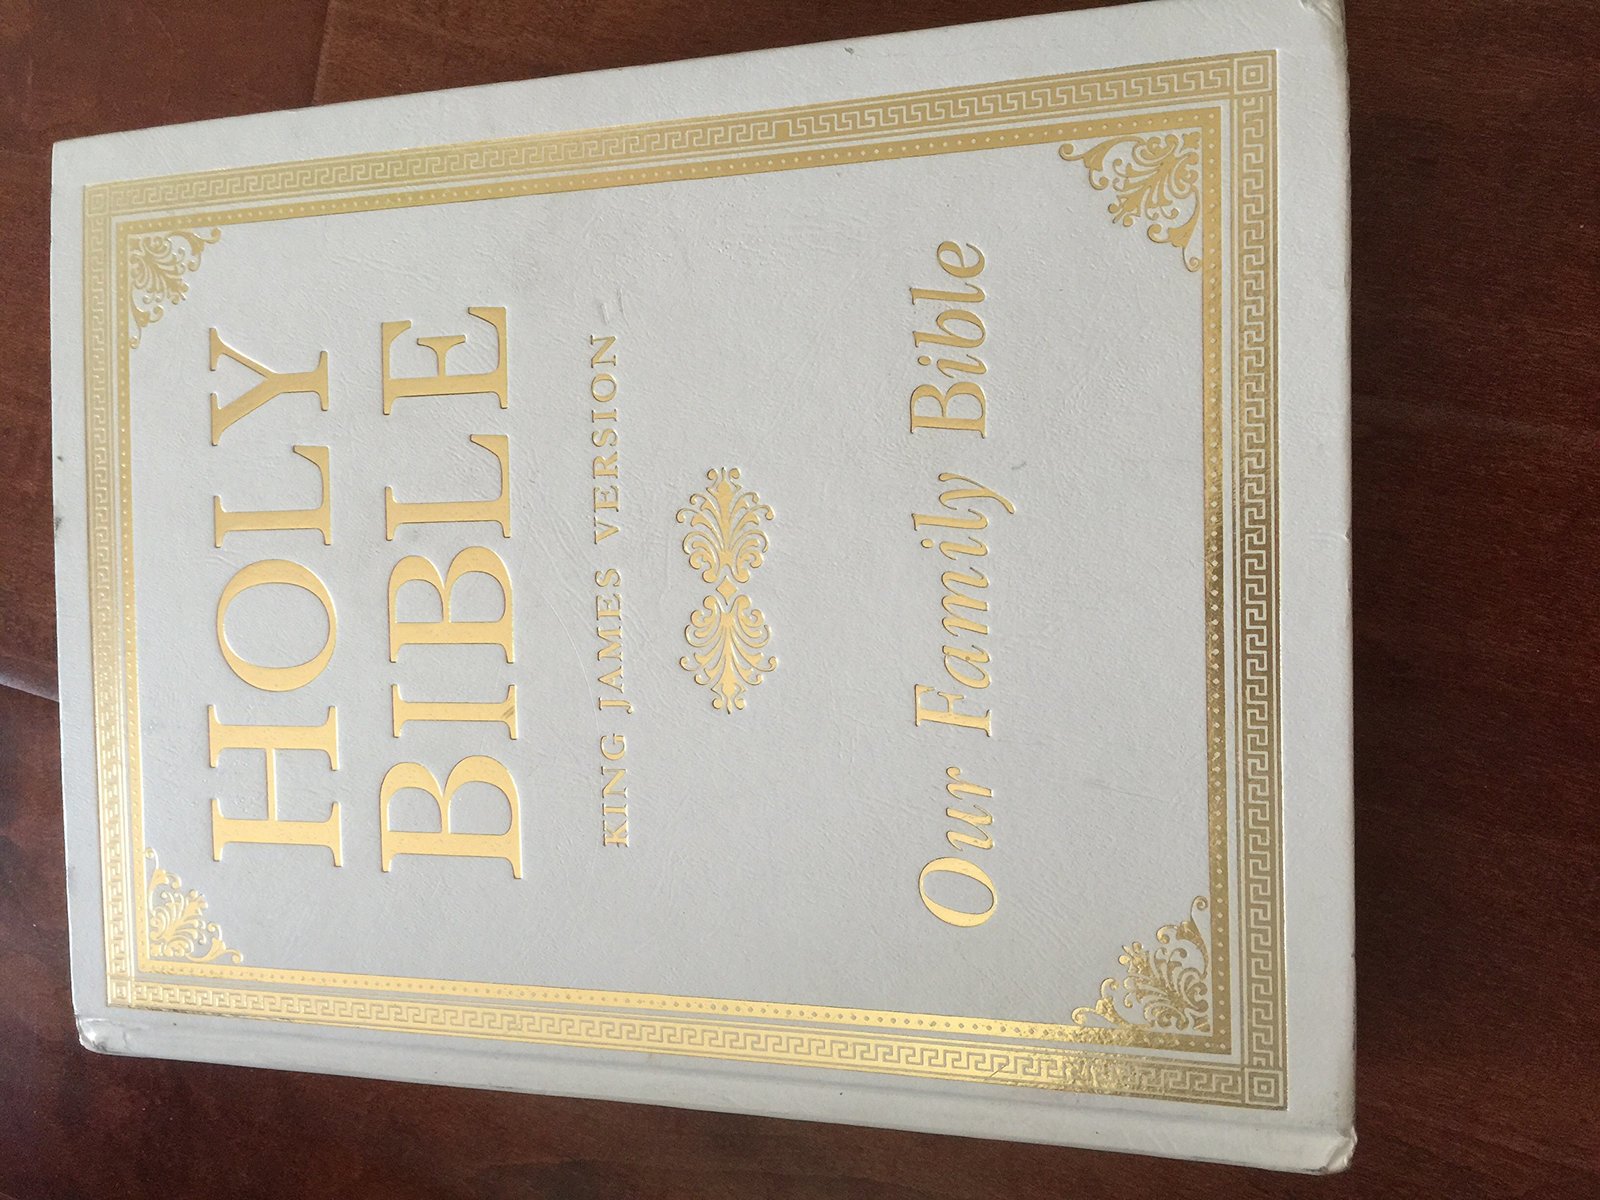 HOLY
BIBLE
KING JAMES VERSION
Our Family Bible